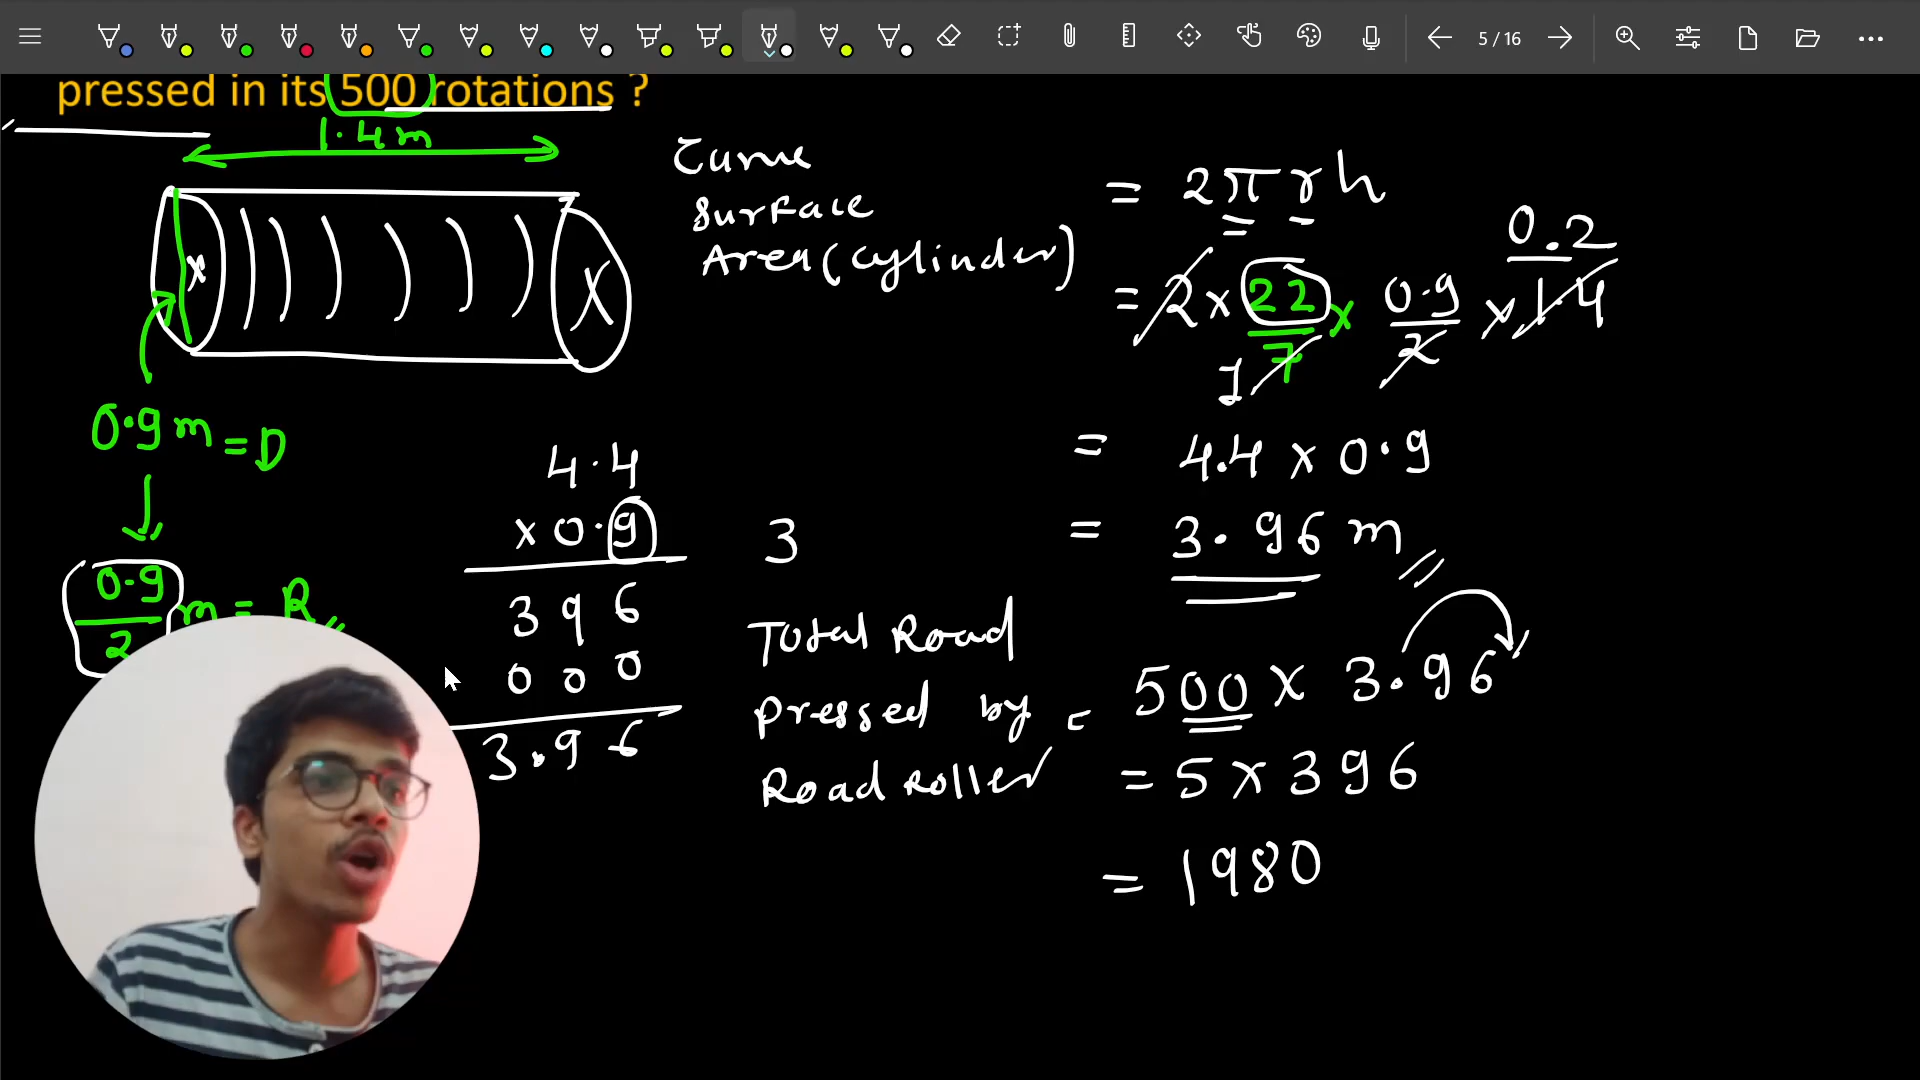 5 / 16
pressed in its 500 rotations ?
1.4m
x
X
0.9 m = D
0.9
2
m = R
4.4
x 0.9
3 9 6
0 0 0
3.96
3
Curve
Surface
Area (cylinder)
= 2πrh
0.2
= 2 x 22 x 0.9 x 1.4
7 2
1
= 4.4 x 0.9
= 3.96 m
Total Road
pressed by = 500 x 3.96
Road roller = 5 x 396
= 1980